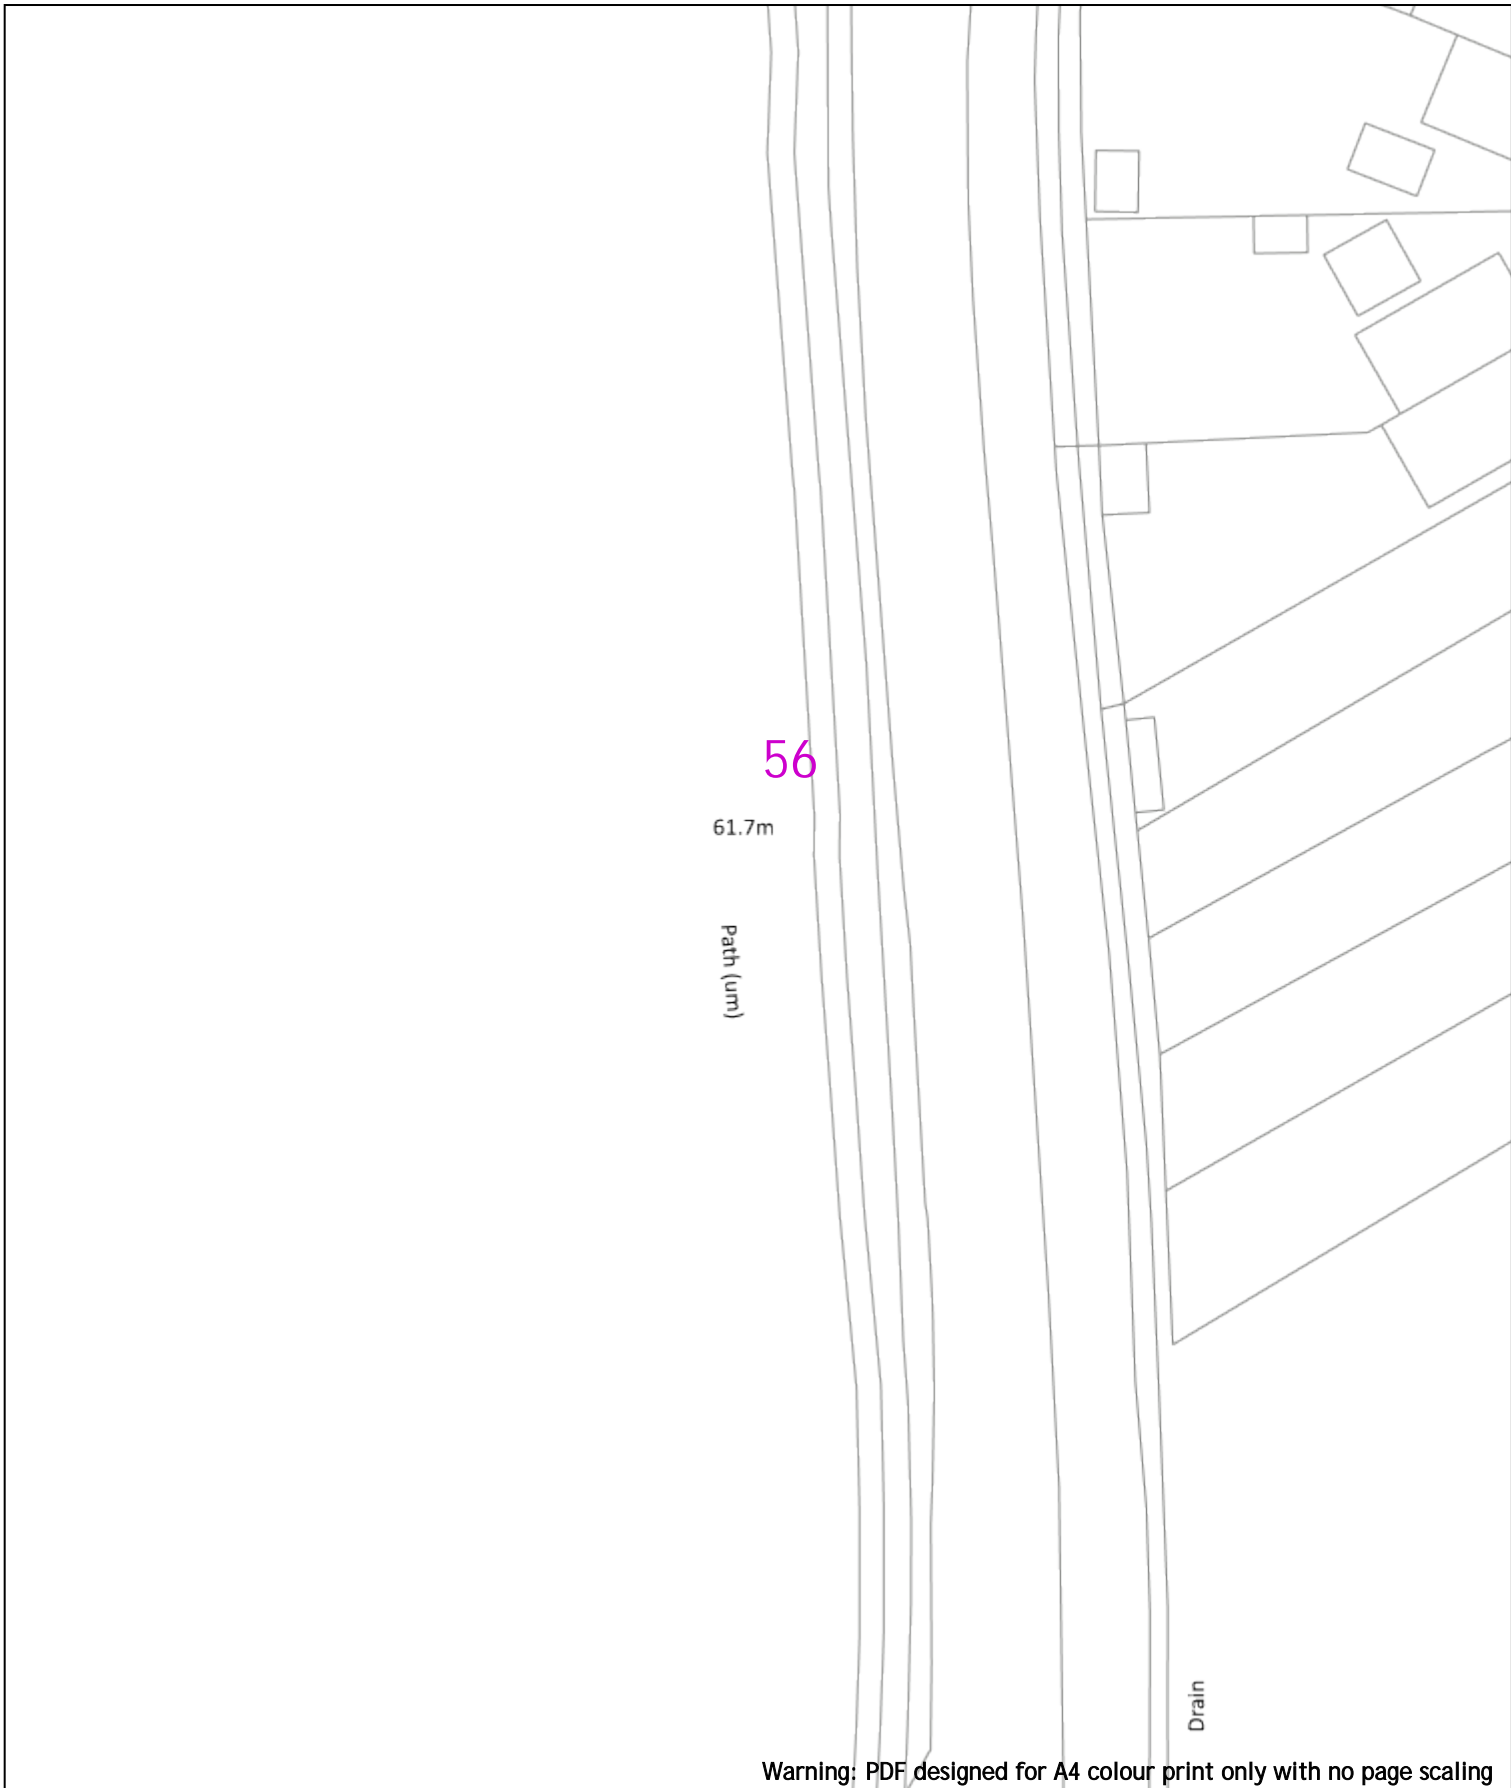 56
61.7m
Path (um)
Drain
Warning: PDF designed for A4 colour print only with no page scaling